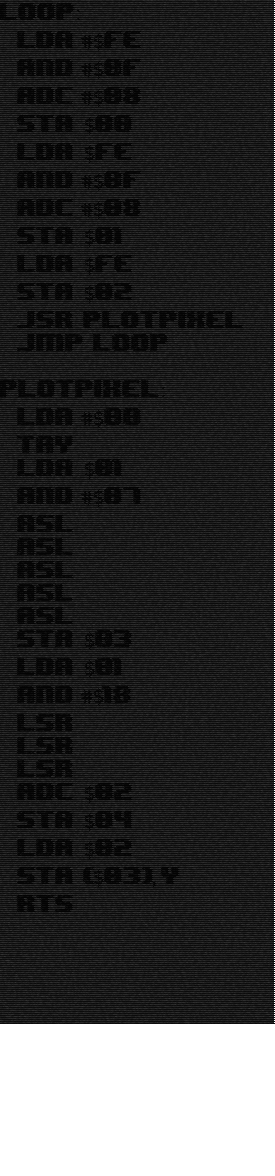 LOOP
LDA #$FE
AND #$0F
ADC #$08
STA $00
LDA $FE
AND #$0F
ADC #$08
STA $01
LDA $FE
STA $02
JSR PLOTPIXEL
JMP LOOP
PLOTPIXEL
LDA #$00
TAY
LDA $01
AND #$07
ASL
ASL
ASL
ASL
ASL
STA $03
LDA $01
AND #$18
LSR
LSR
LSR
ADC $02
STA $04
LDA $02
STA ($03),Y
RTS